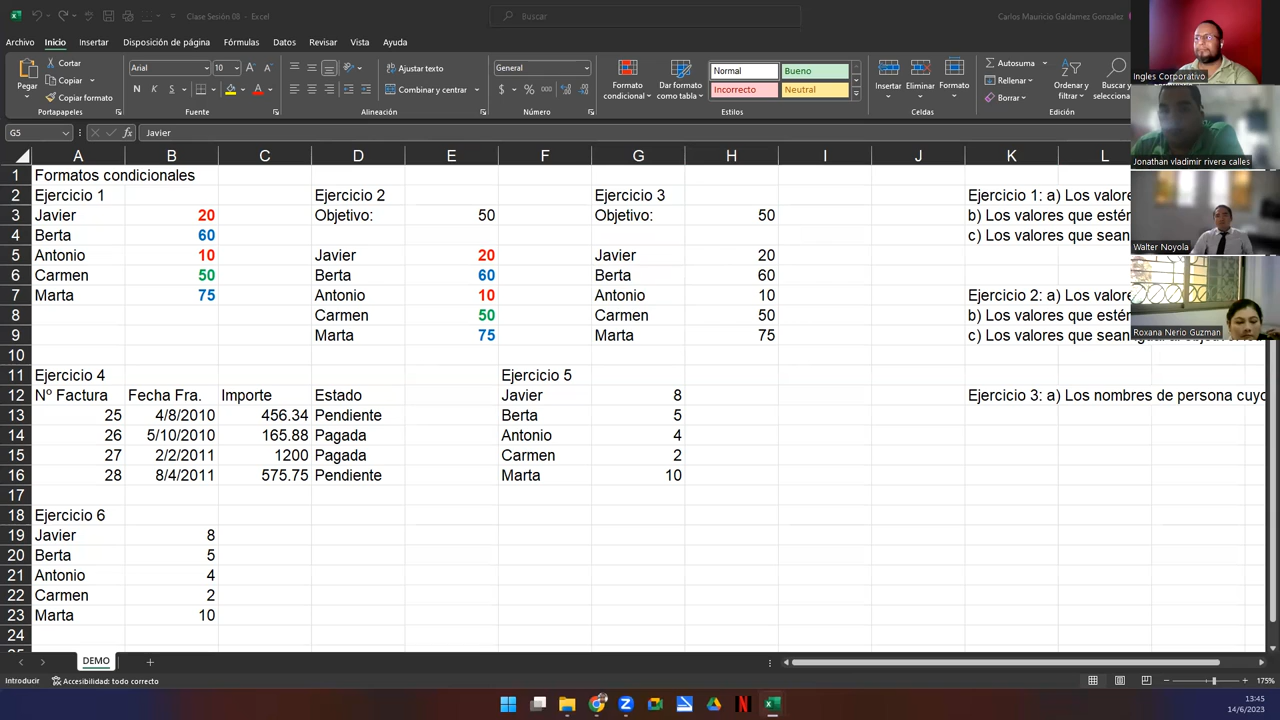 Clase Sesión 08 - Excel
Buscar
Carlos Mauricio Galdamez Gonzalez
Archivo Inicio Insertar Disposición de página Fórmulas Datos Revisar Vista Ayuda
Pegar
Cortar
Copiar
Copiar formato
Portapapeles
Arial 10
N K S
Fuente
Ajustar texto
Combinar y centrar
Alineación
General
$ % 000
Número
Formato condicional
Dar formato como tabla
Normal Bueno
Incorrecto Neutral
Estilos
Insertar Eliminar Formato
Celdas
Autosuma
Rellenar
Borrar
Ordenar y filtrar
Buscar y seleccionar
Edición
G5 fx Javier
A B C D E F G H I J K L
1 Formatos condicionales
2 Ejercicio 1 Ejercicio 2 Ejercicio 3 Ejercicio 1: a) Los valores
3 Javier 20 Objetivo: 50 Objetivo: 50 b) Los valores que estén
4 Berta 60 c) Los valores que sean
5 Antonio 10 Javier 20 Javier 20
6 Carmen 50 Berta 60 Berta 60
7 Marta 75 Antonio 10 Antonio 10 Ejercicio 2: a) Los valores
8 Carmen 50 Carmen 50 b) Los valores que estén
9 Marta 75 Marta 75 c) Los valores que sean
10
11 Ejercicio 4 Ejercicio 5
12 Nº Factura Fecha Fra. Importe Estado Javier 8 Ejercicio 3: a) Los nombres de persona cuyo
13 25 4/8/2010 456.34 Pendiente Berta 5
14 26 5/10/2010 165.88 Pagada Antonio 4
15 27 2/2/2011 1200 Pagada Carmen 2
16 28 8/4/2011 575.75 Pendiente Marta 10
17
18 Ejercicio 6
19 Javier 8
20 Berta 5
21 Antonio 4
22 Carmen 2
23 Marta 10
24
DEMO
Introducir Accesibilidad: todo correcto 175%
13:45
14/6/2023
Ingles Corporativo
Jonathan vladimir rivera calles
Walter Noyola
Roxana Nerio Guzman